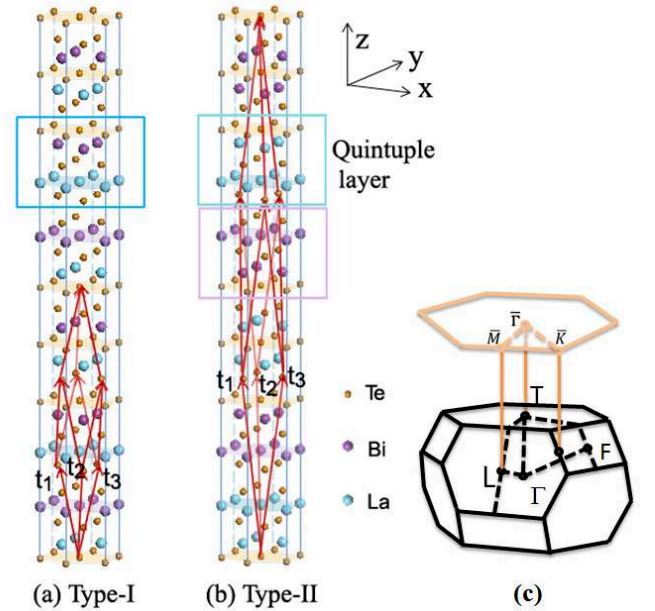 z
y
x
Quintuple
layer
t1
t2
t3
t1
t2
t3
Te
Bi
La
Γ̄
M̄
K̄
T
F
L
Γ
(a) Type-I
(b) Type-II
(c)